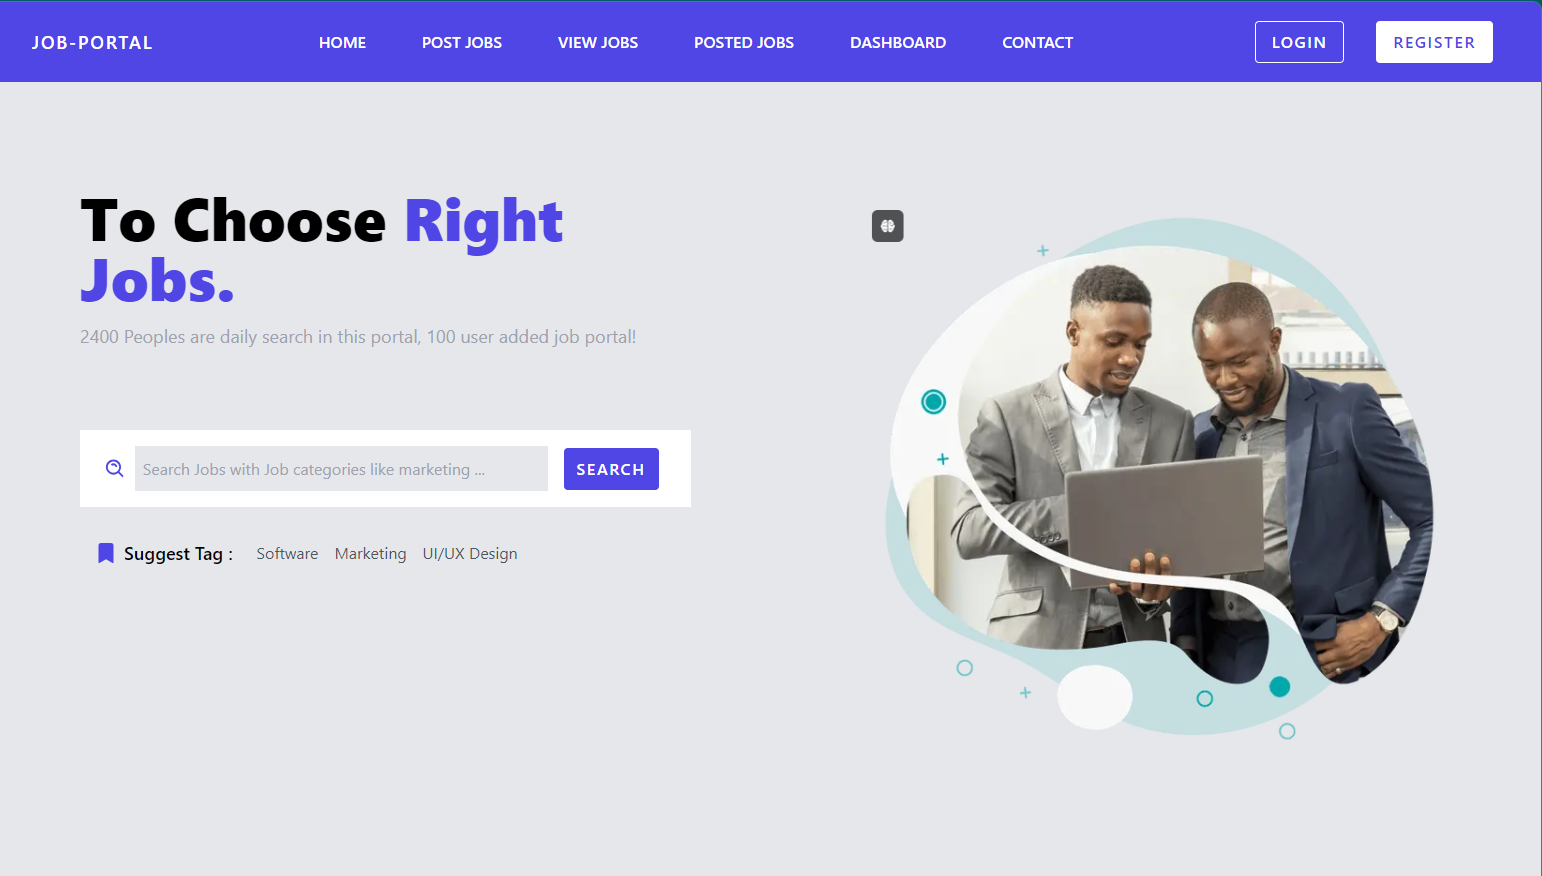 JOB-PORTAL HOME POST JOBS VIEW JOBS POSTED JOBS DASHBOARD CONTACT LOGIN REGISTER
To Choose Right
Jobs.
2400 Peoples are daily search in this portal, 100 user added job portal!
Search Jobs with Job categories like marketing ... SEARCH
Suggest Tag : Software Marketing UI/UX Design